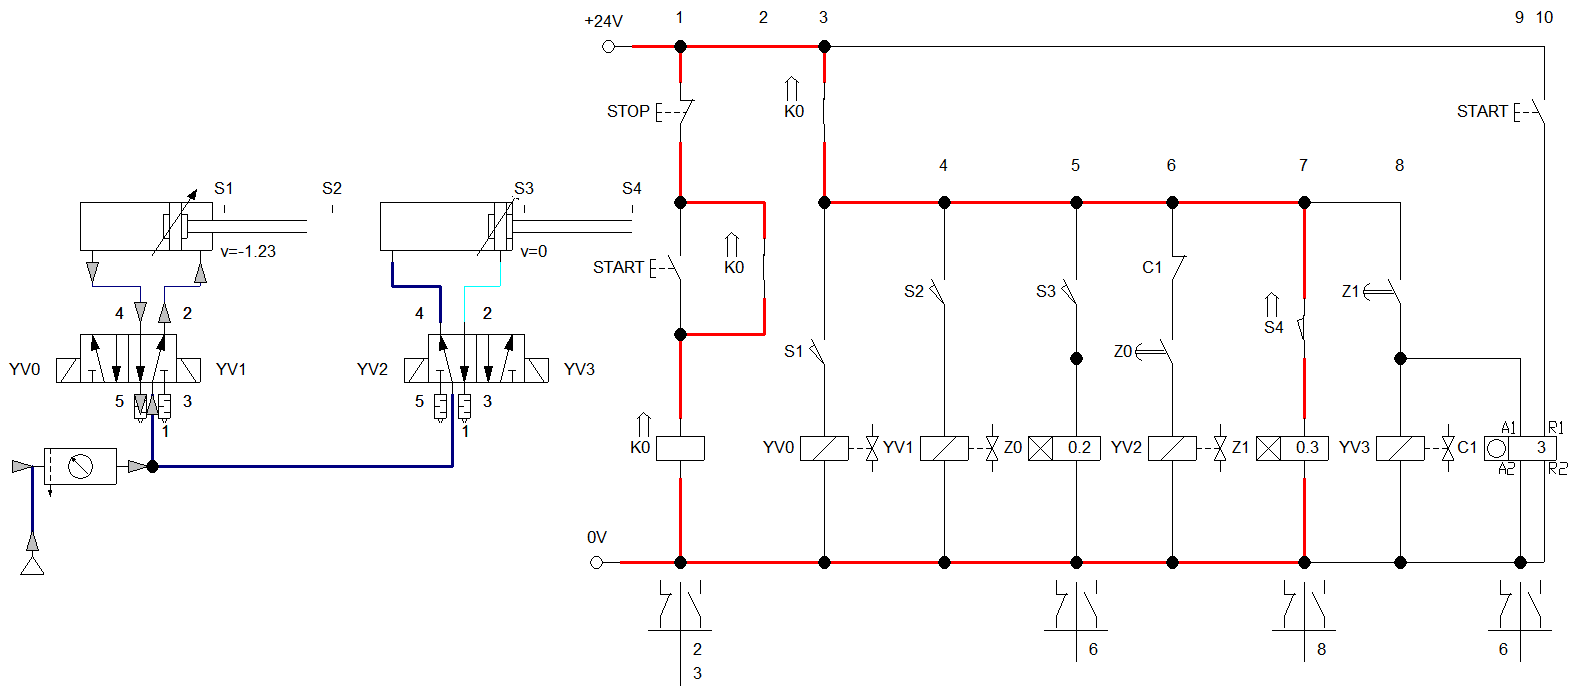 +24V 1 2 3 9 10
STOP K0 START
4 5 6 7 8
S1 S2 S3 S4
v=-1.23 v=0
START K0 C1
S2 S3 Z1
4 2 4 2 S4
S1 Z0
YV0 YV1 YV2 YV3
5 3 5 3
1 1
A1 R1
K0 YV0 YV1 Z0 0.2 YV2 Z1 0.3 YV3 C1 3
A2 R2
0V
2 6 8 6
3